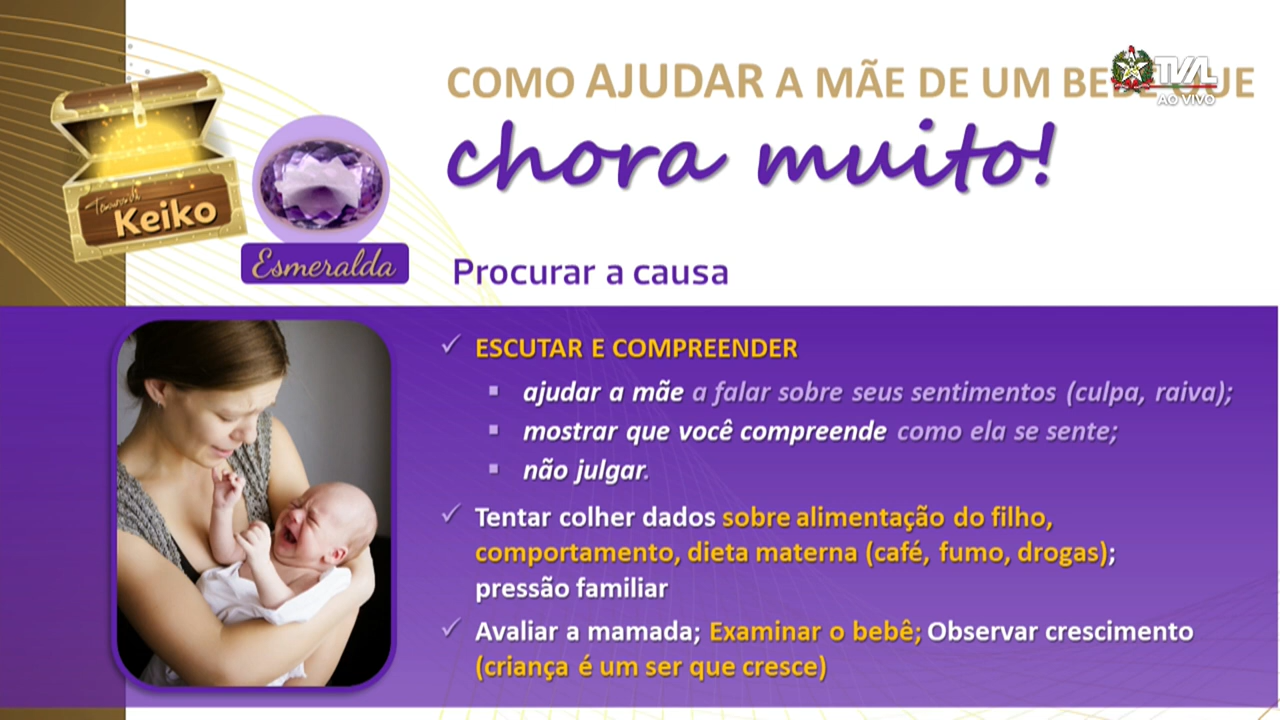 COMO AJUDAR A MÃE DE UM BEBÊ QUE
chora muito!
TVAL
AO VIVO
Tesouros da
Keiko
Esmeralda
Procurar a causa
ESCUTAR E COMPREENDER
ajudar a mãe a falar sobre seus sentimentos (culpa, raiva);
mostrar que você compreende como ela se sente;
não julgar.
Tentar colher dados sobre alimentação do filho,
comportamento, dieta materna (café, fumo, drogas);
pressão familiar
Avaliar a mamada; Examinar o bebê; Observar crescimento
(criança é um ser que cresce)